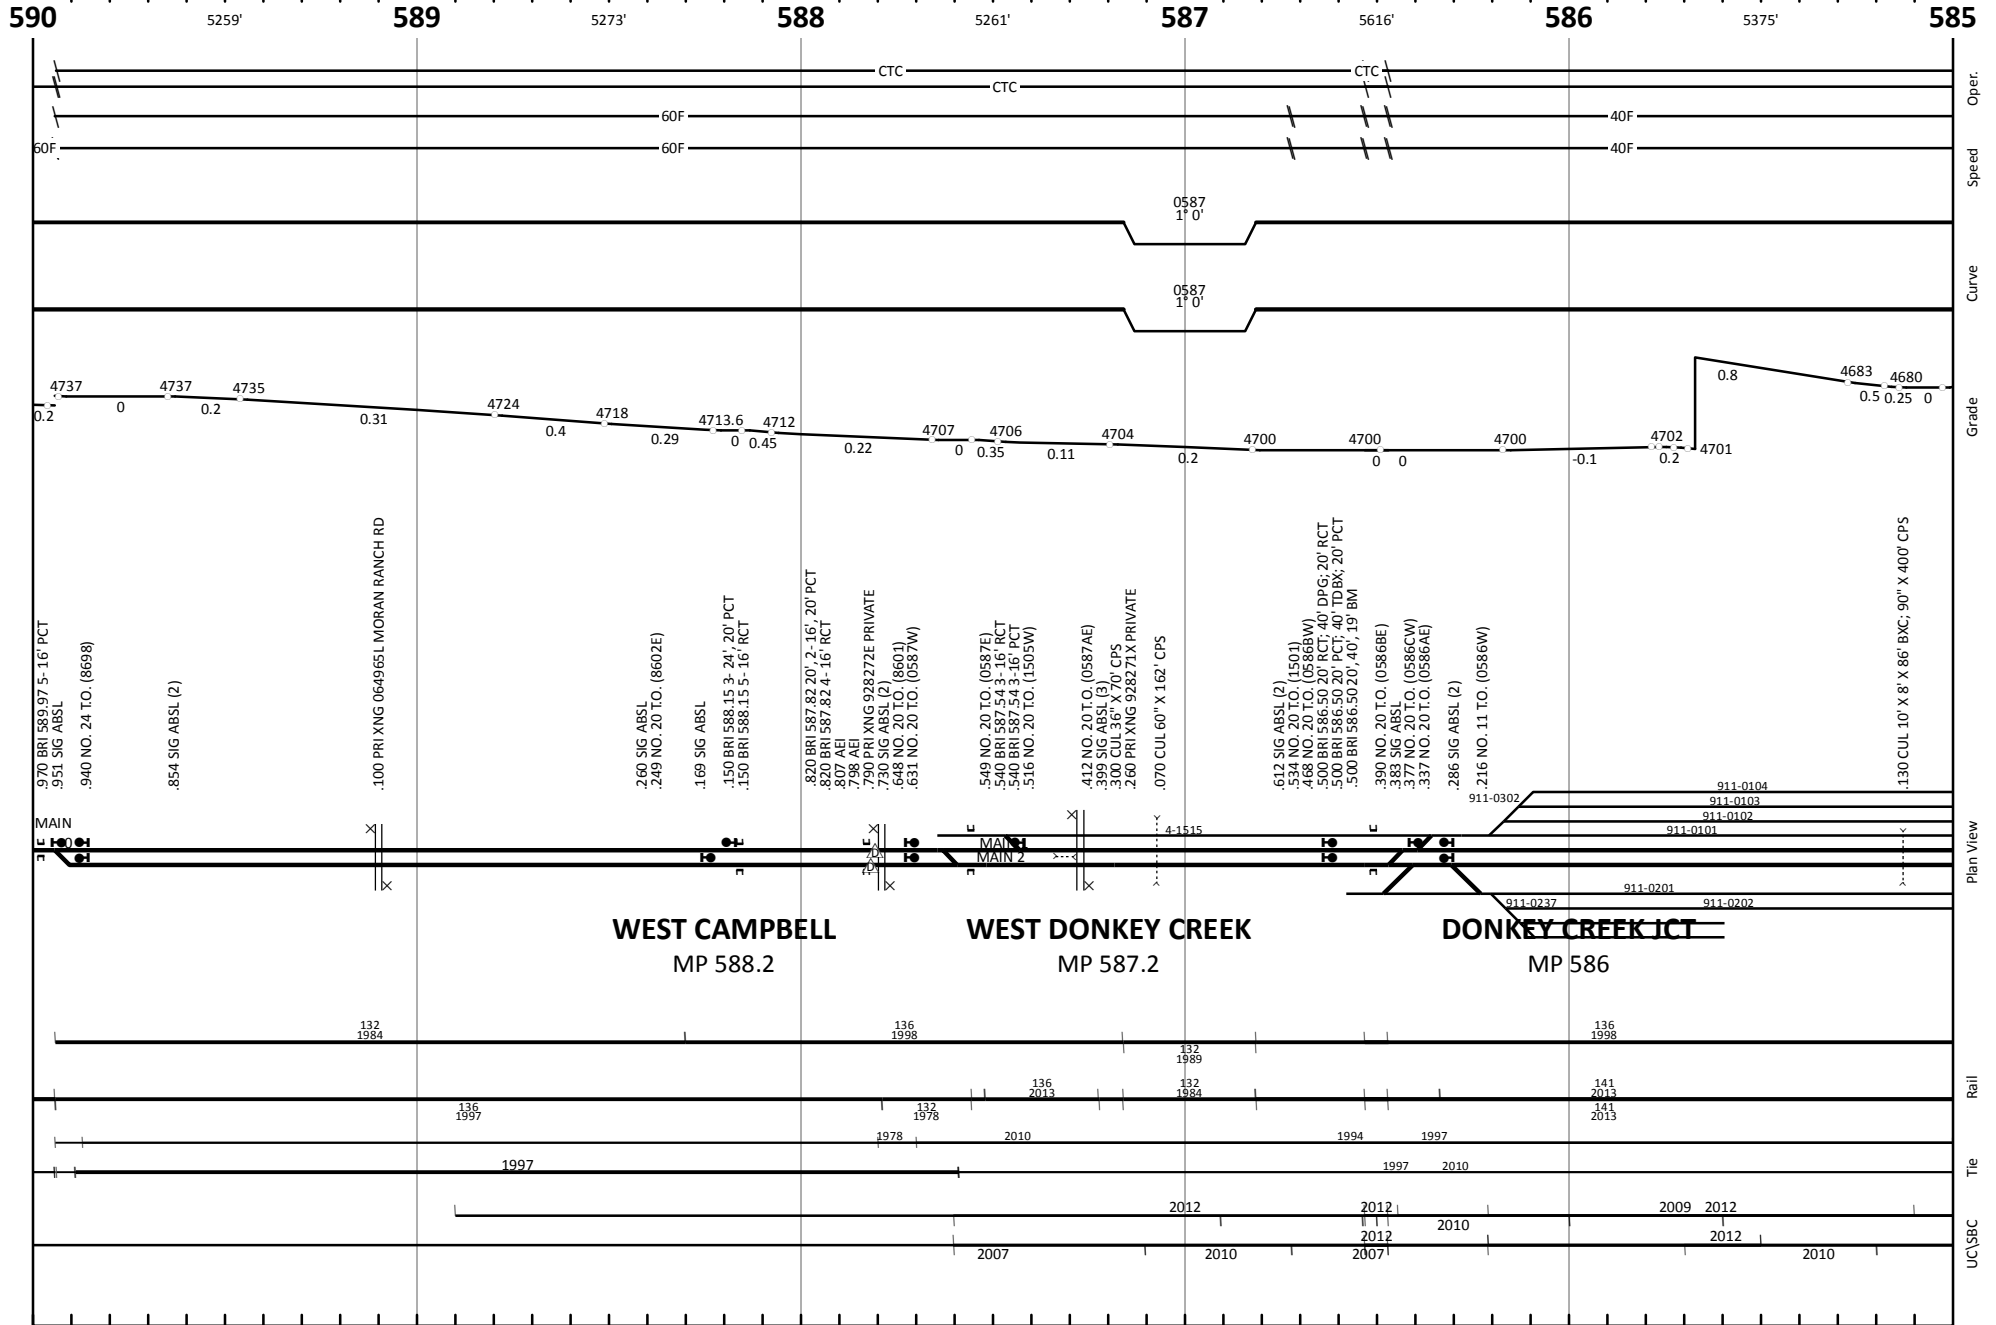 590 5259' 589 5273' 588 5261' 587 5616' 586 5375' 585
CTC CTC
CTC
Oper.
60F 40F
60F 60F 40F
Speed
0587
1° 0'
Curve
0587
1° 0'
4737 4737 4735 4724 4718 4713.6 4712 4707 4706 4704 4700 4700 4700 4702 4701 4683 4680
0.2 0 0.2 0.31 0.4 0.29 0 0.45 0.22 0 0.35 0.11 0.2 0 0 -0.1 0.2 0.8 0.5 0.25 0
Grade
.970 BRI 589.97 5- 16' PCT
.951 SIG ABSL
.940 NO. 24 T.O. (8698)
.854 SIG ABSL (2)
.100 PRI XNG 064965L MORAN RANCH RD
.260 SIG ABSL
.249 NO. 20 T.O. (8602E)
.169 SIG ABSL
.150 BRI 588.15 3- 24', 20' PCT
.150 BRI 588.15 5- 16' RCT
.820 BRI 587.82 20', 2- 16', 20' PCT
.820 BRI 587.82 4- 16' RCT
.807 AEI
.798 AEI
.790 PRI XNG 928272E PRIVATE
.730 SIG ABSL (2)
.648 NO. 20 T.O. (8601)
.631 NO. 20 T.O. (0587W)
.549 NO. 20 T.O. (0587E)
.540 BRI 587.54 3- 16' RCT
.540 BRI 587.54 3-16' PCT
.516 NO. 20 T.O. (1505W)
.412 NO. 20 T.O. (0587AE)
.399 SIG ABSL (3)
.300 CUL 36" X 70' CPS
.260 PRI XNG 928271X PRIVATE
.070 CUL 60" X 162' CPS
.612 SIG ABSL (2)
.534 NO. 20 T.O. (1501)
.468 NO. 20 T.O. (0586BW)
.500 BRI 586.50 20' RCT; 40' DPG; 20' RCT
.500 BRI 586.50 20' PCT; 40' TDBX; 20' PCT
.500 BRI 586.50 20', 40', 19' BM
.390 NO. 20 T.O. (0586BE)
.383 SIG ABSL
.377 NO. 20 T.O. (0586CW)
.337 NO. 20 T.O. (0586AE)
.286 SIG ABSL (2)
.216 NO. 11 T.O. (0586W)
.130 CUL 10' X 8' X 86' BXC; 90" X 400' CPS
911-0104
911-0302
911-0103
911-0102
MAIN
4-1515
911-0101
MAIN 2
Plan View
911-0201
911-0237 911-0202
WEST CAMPBELL WEST DONKEY CREEK DONKEY CREEK JCT
MP 588.2 MP 587.2 MP 586
132 136 136
1984 1998 1998
132
1989
136 132 141
2013 1984 2013
Rail
136 132 141
1997 1978 2013
1978 2010 1994 1997
1997 1997 2010
Tie
2012 2012 2009 2012
2010
2012 2012
2007 2010 2007 2010
UC\SBC